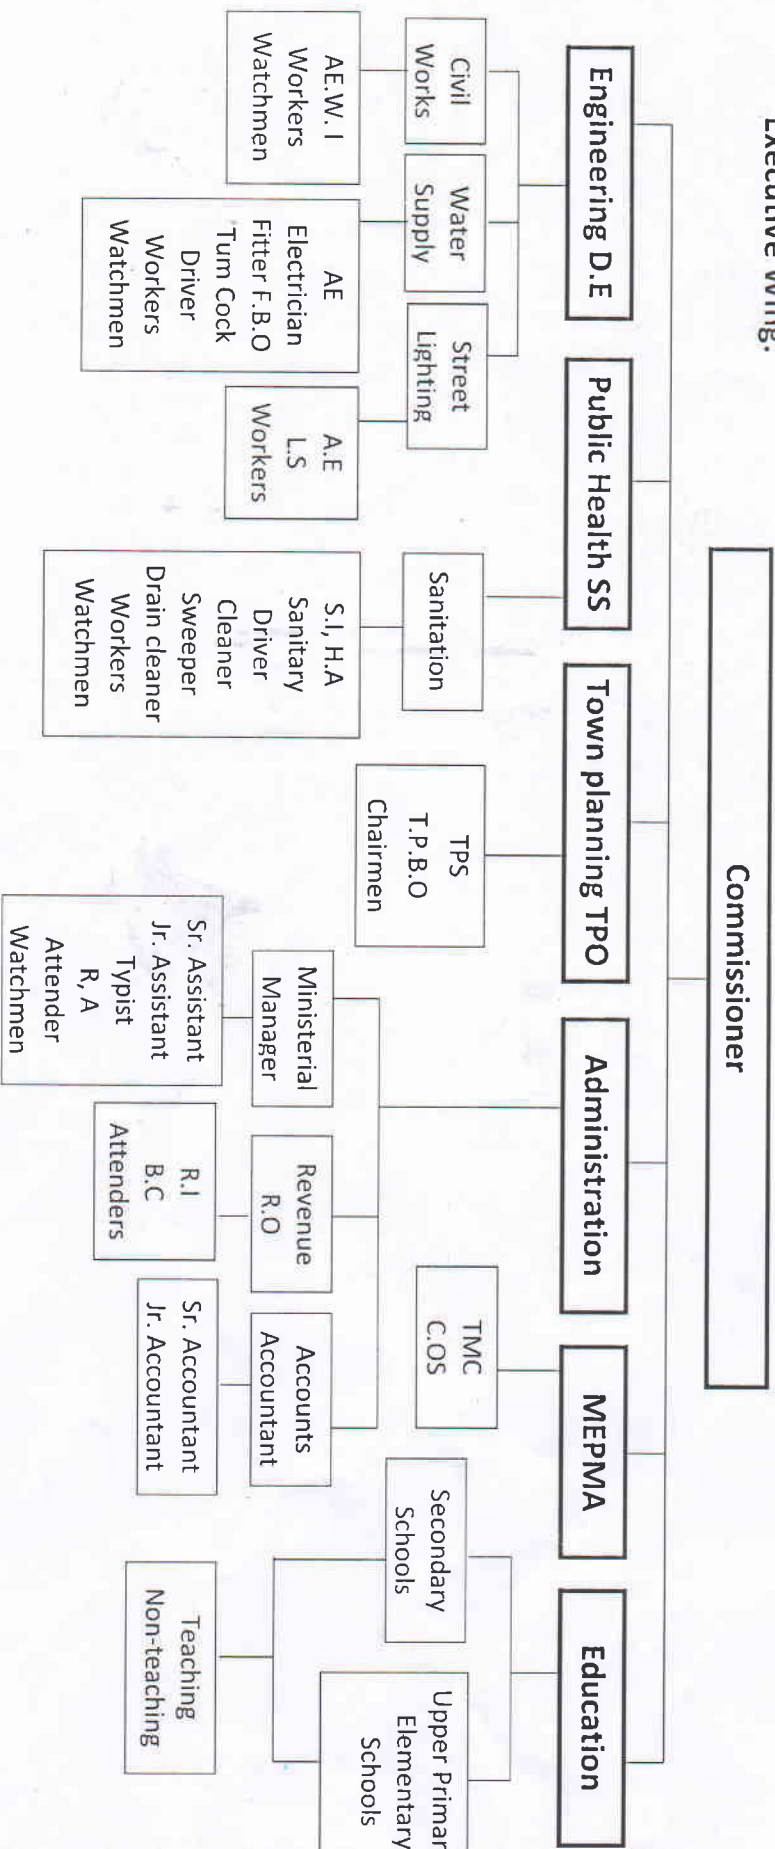 Executive Wing:
Commissioner
Engineering D.E
Public Health SS
Town planning TPO
Administration
MEPMA
Education
Civil
Works
Water
Supply
Street
Lighting
AE.W. I
Workers
Watchmen
AE
Electrician
Fitter F.B.O
Tum Cock
Driver
Workers
Watchmen
A.E
L.S
Workers
Sanitation
S.I, H.A
Sanitary
Driver
Cleaner
Sweeper
Drain cleaner
Workers
Watchmen
TPS
T.P.B.O
Chairmen
Ministerial
Manager
Revenue
R.O
Accounts
Accountant
Sr. Assistant
Jr. Assistant
Typist
R, A
Attender
Watchmen
R.I
B.C
Attenders
Sr. Accountant
Jr. Accountant
TMC
C.OS
Secondary
Schools
Upper Primar
Elementary
Schools
Teaching
Non-teaching